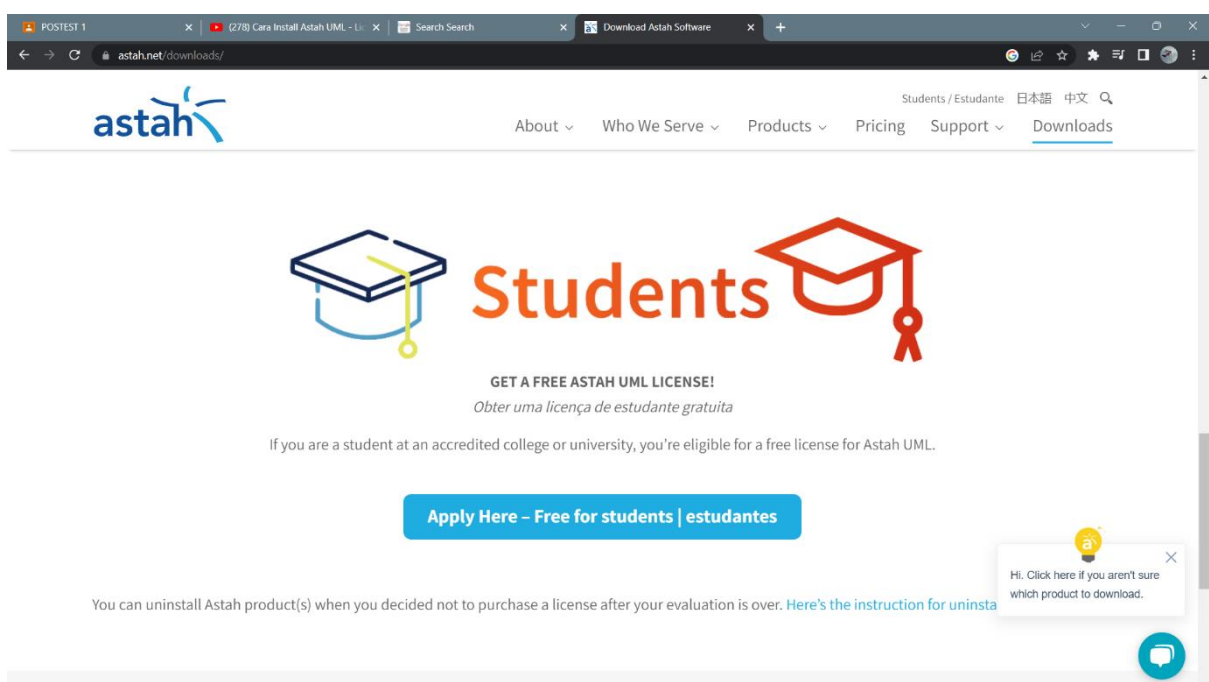 POSTEST 1
(278) Cara Install Astah UML - Li
Search Search
Download Astah Software
astah.net/downloads/
astah
Students / Estudante 日本語 中文
About Who We Serve Products Pricing Support Downloads
Students
GET A FREE ASTAH UML LICENSE!
Obter uma licença de estudante gratuita
If you are a student at an accredited college or university, you're eligible for a free license for Astah UML.
Apply Here – Free for students | estudantes
Hi. Click here if you aren't sure
which product to download.
You can uninstall Astah product(s) when you decided not to purchase a license after your evaluation is over. Here's the instruction for uninsta